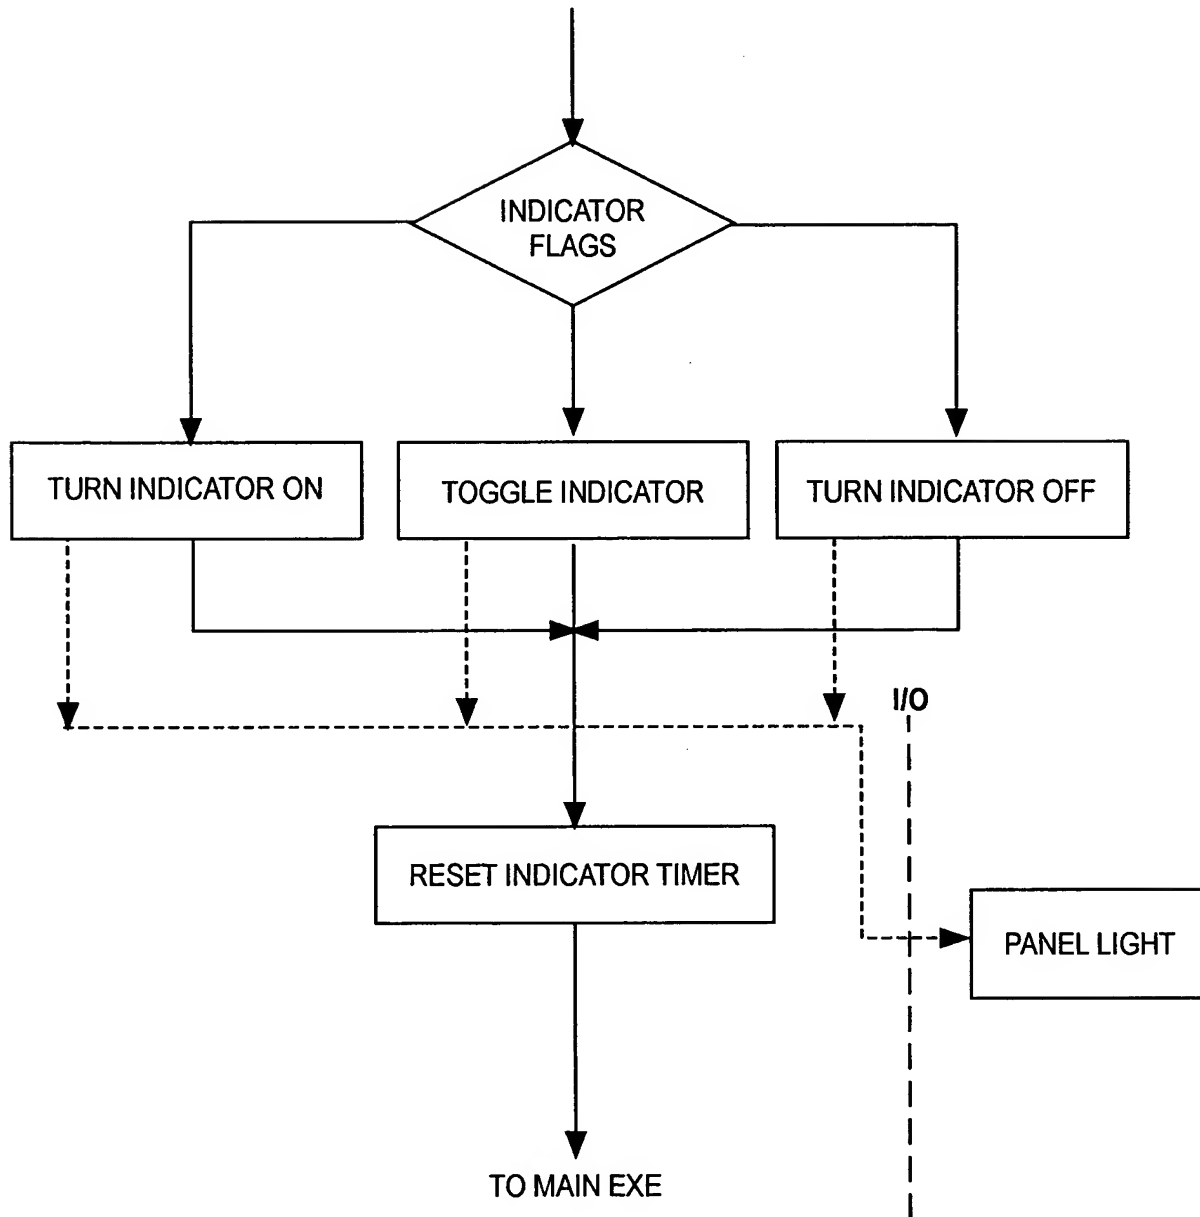 INDICATOR
FLAGS
TURN INDICATOR ON
TOGGLE INDICATOR
TURN INDICATOR OFF
I/O
RESET INDICATOR TIMER
PANEL LIGHT
TO MAIN EXE